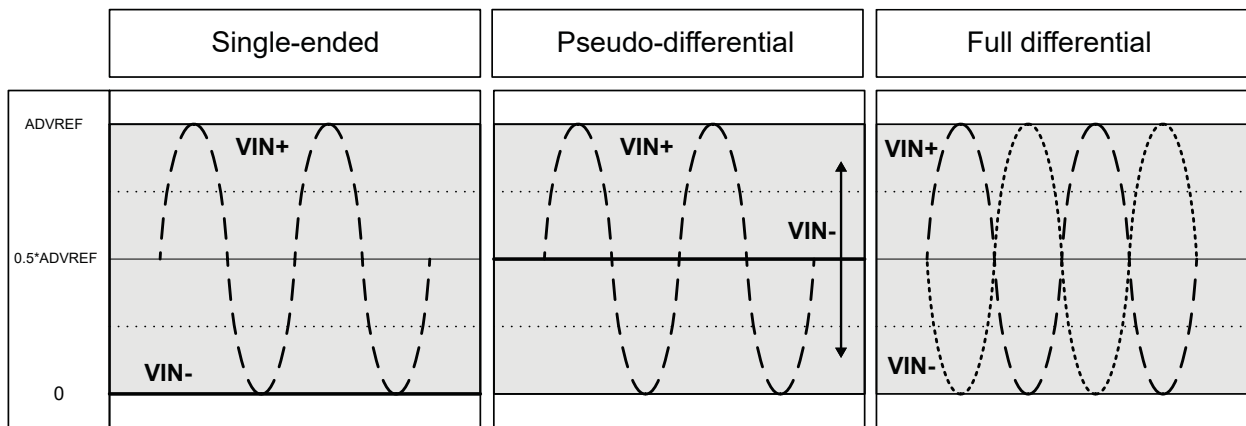 Single-ended
Pseudo-differential
Full differential
ADVREF
0.5*ADVREF
0
VIN+
VIN-
VIN+
VIN-
VIN+
VIN-